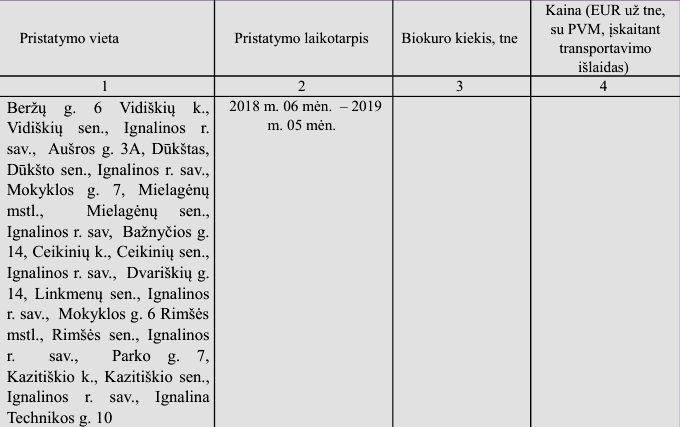 Pristatymo vieta
Pristatymo laikotarpis
Biokuro kiekis, tne
Kaina (EUR už tne,
su PVM, įskaitant
transportavimo
išlaidas)
1
2
3
4
Beržų g. 6 Vidiškių k.,
Vidiškių sen., Ignalinos r.
sav., Aušros g. 3A, Dūkštas,
Dūkšto sen., Ignalinos r. sav.,
Mokyklos g. 7, Mielagėnų
mstl., Mielagėnų sen.,
Ignalinos r. sav, Bažnyčios g.
14, Ceikinių k., Ceikinių sen.,
Ignalinos r. sav., Dvariškių g.
14, Linkmenų sen., Ignalinos
r. sav., Mokyklos g. 6 Rimšės
mstl., Rimšės sen., Ignalinos
r. sav., Parko g. 7,
Kazitiškio k., Kazitiškio sen.,
Ignalinos r. sav., Ignalina
Technikos g. 10
2018 m. 06 mėn. – 2019
m. 05 mėn.